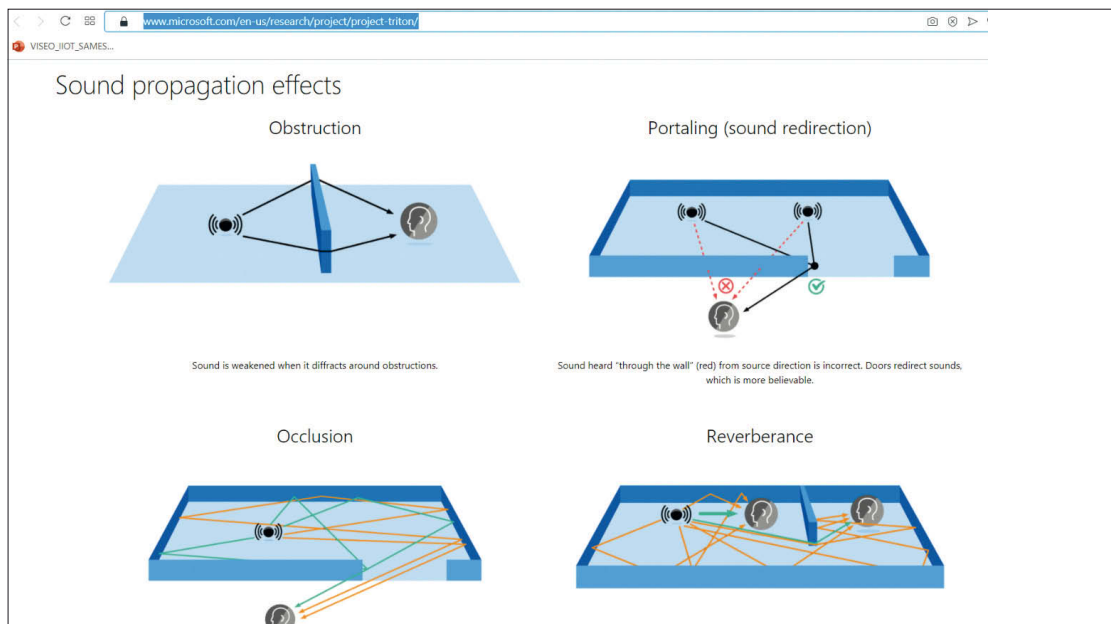 www.microsoft.com/en-us/research/project/project-triton/
VISEO_IIOT_SAMES...
Sound propagation effects
Obstruction
Portaling (sound redirection)
Sound is weakened when it diffracts around obstructions.
Sound heard "through the wall" (red) from source direction is incorrect. Doors redirect sounds,
which is more believable.
Occlusion
Reverberance